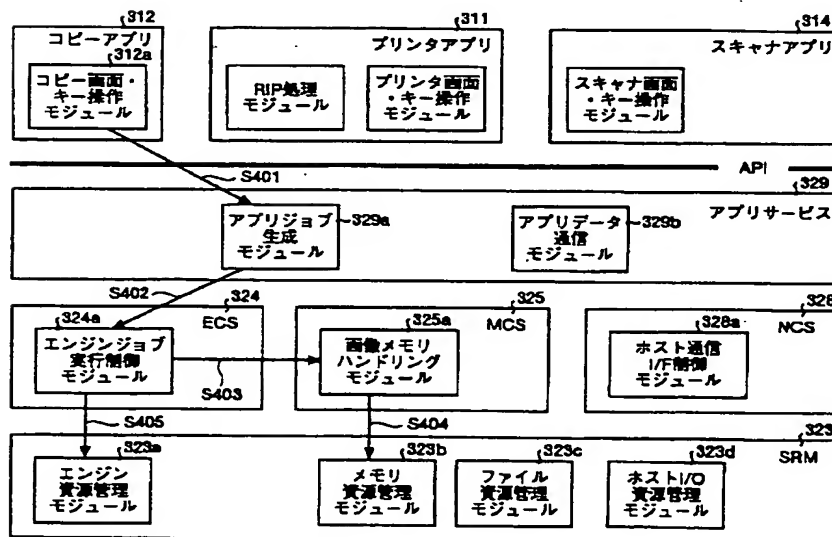 312
コピーアプリ
312a
コピー画面・
キー操作
モジュール
311
プリンタアプリ
RIP処理
モジュール
プリンタ画面
・キー操作
モジュール
314
スキャナアプリ
スキャナ画面
・キー操作
モジュール
API
S401
329
アプリサービス
アプリジョブ
生成
モジュール
329a
アプリデータ
通信
モジュール
329b
S402
324
ECS
324a
エンジンジョブ
実行制御
モジュール
S403
325
MCS
325a
画像メモリ
ハンドリング
モジュール
328
NCS
328a
ホスト通信
I/F制御
モジュール
S405
S404
323
SRM
323a
エンジン
資源管理
モジュール
323b
メモリ
資源管理
モジュール
323c
ファイル
資源管理
モジュール
323d
ホストI/O
資源管理
モジュール